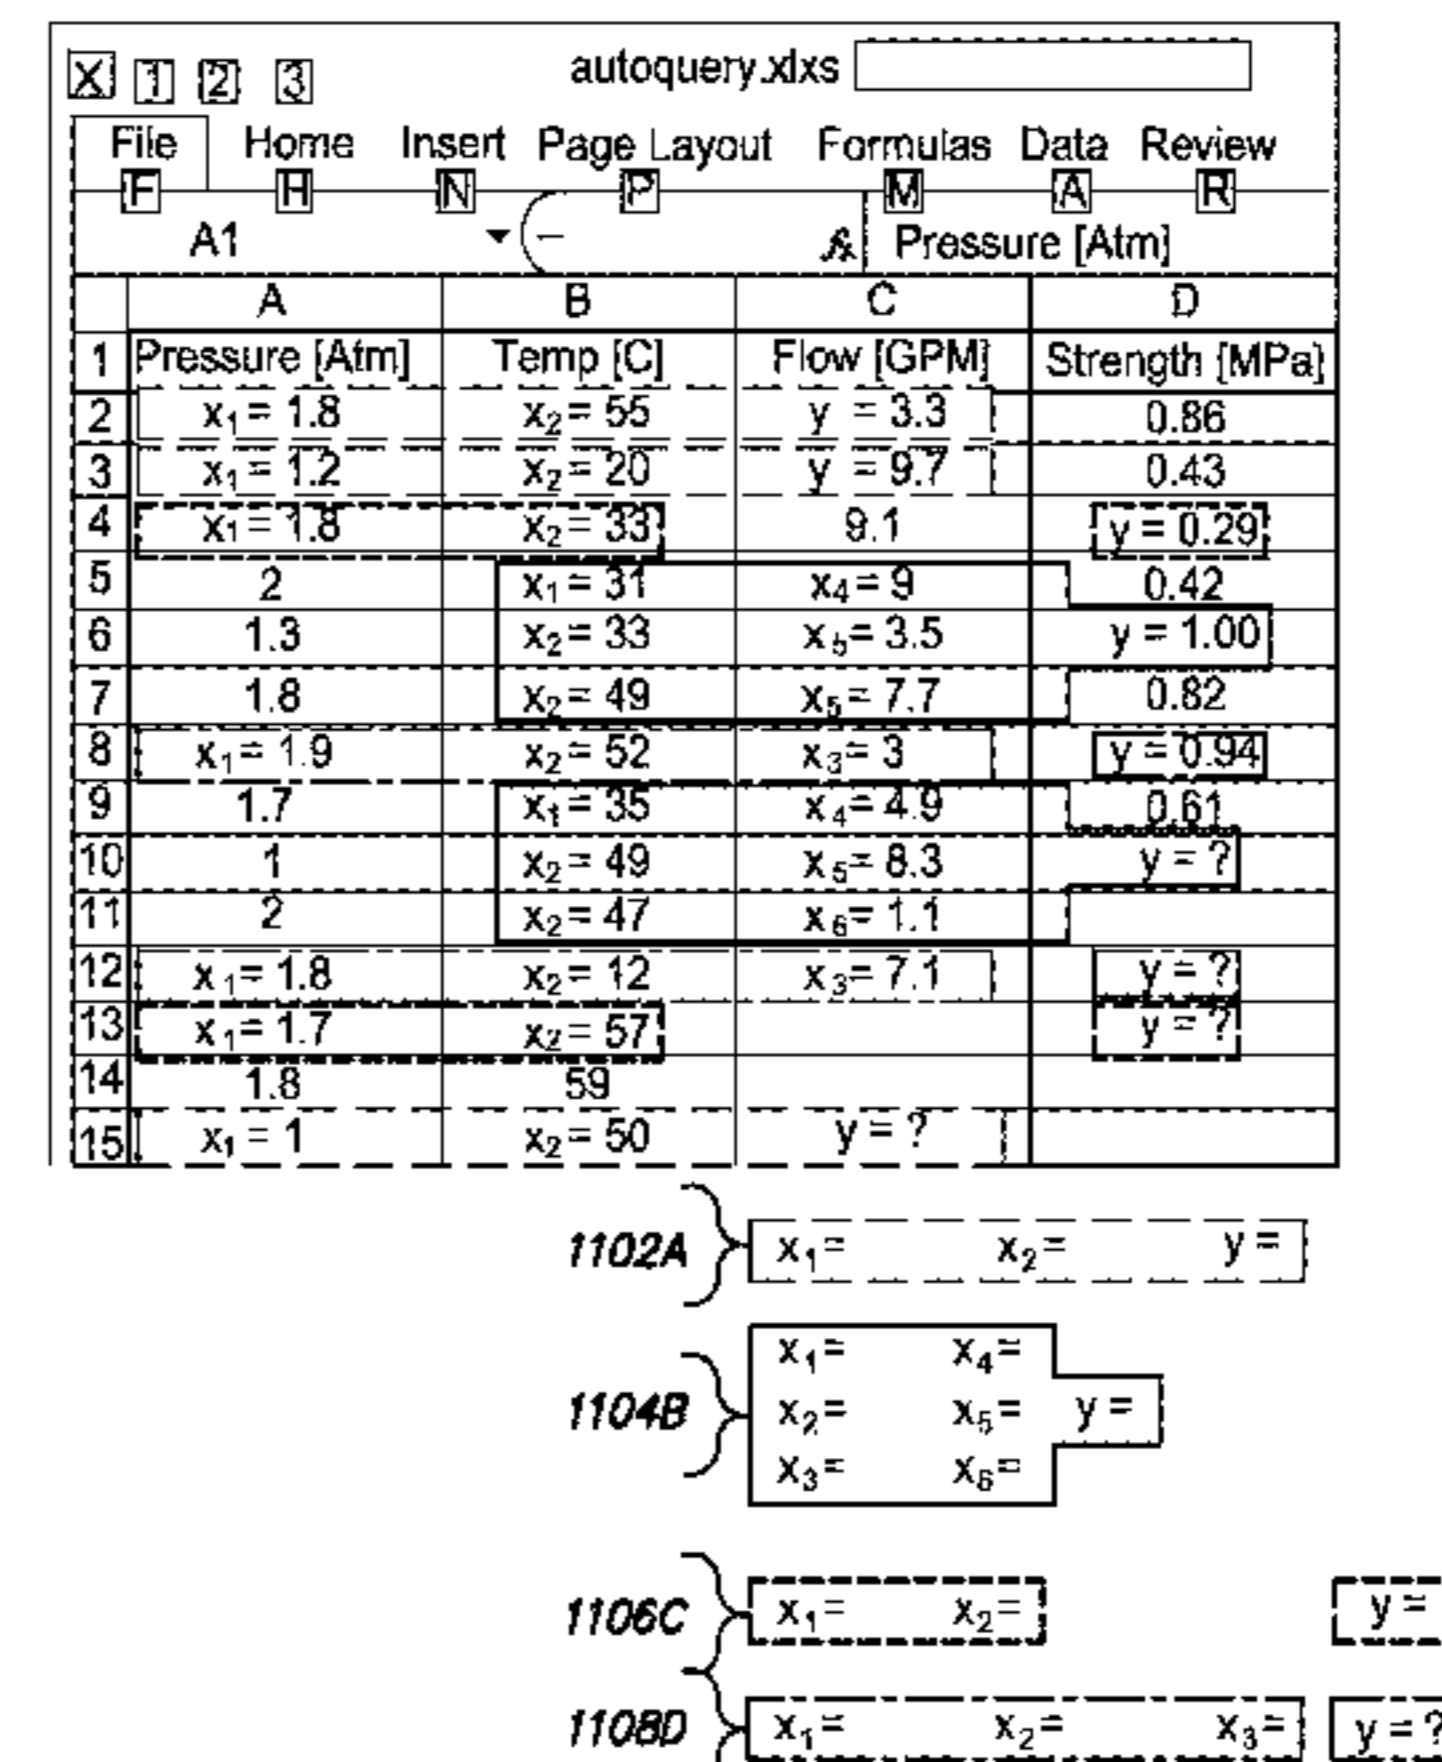 X 1 2 3 autoquery.xlxs
File Home Insert Page Layout Formulas Data Review
F H N P M A R
A1 fx Pressure [Atm]
A B C D
1 Pressure [Atm] Temp [C] Flow [GPM] Strength [MPa]
2 x₁ = 1.8 x₂ = 55 y = 3.3 0.86
3 x₁ = 1.2 x₂ = 20 y = 9.7 0.43
4 x₁ = 1.8 x₂ = 33 9.1 y = 0.29
5 2 x₁ = 31 x₄ = 9 0.42
6 1.3 x₂ = 33 x₅ = 3.5 y = 1.00
7 1.8 x₂ = 49 x₅ = 7.7 0.82
8 x₁ = 1.9 x₂ = 52 x₃ = 3 y = 0.94
9 1.7 x₁ = 35 x₄ = 4.9 0.61
10 1 x₂ = 49 x₅ = 8.3 y = ?
11 2 x₂ = 47 x₆ = 1.1
12 x₁ = 1.8 x₂ = 12 x₃ = 7.1 y = ?
13 x₁ = 1.7 x₂ = 57 y = ?
14 1.8 59
15 x₁ = 1 x₂ = 50 y = ?
1102A x₁ = x₂ = y =
x₁ = x₄ =
1104B x₂ = x₅ = y =
x₃ = x₆ =
1106C x₁ = x₂ = y =
1108D x₁ = x₂ = x₃ = y = ?